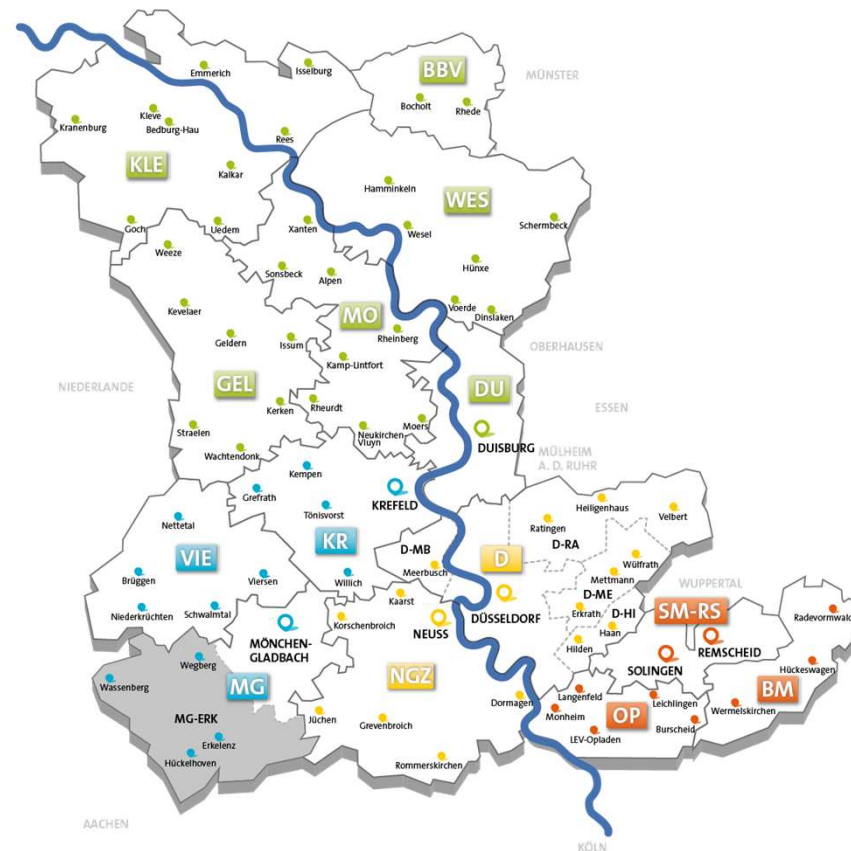 Emmerich
Isselburg
BBV
MÜNSTER
Bocholt
Rhede
Kranenburg
Kleve
Bedburg-Hau
Rees
KLE
Kalkar
Hamminkeln
WES
Goch
Uedem
Xanten
Wesel
Schermbeck
Weeze
Sonsbeck
Alpen
Hünxe
Kevelaer
MO
Voerde
Dinslaken
Geldern
Issum
Rheinberg
OBERHAUSEN
NIEDERLANDE
GEL
Kamp-Lintfort
DU
ESSEN
Kerken
Rheurdt
Straelen
Neukirchen
Vluyn
Moers
DUISBURG
Wachtendonk
MÜLHEIM
A. D. RUHR
Kempen
Grefrath
KREFELD
Heiligenhaus
Tönisvorst
Velbert
Nettetal
Ratingen
D-RA
VIE
KR
D-MB
D
Wülfrath
Brüggen
Viersen
Willich
Meerbusch
Mettmann
WUPPERTAL
Kaarst
D-ME
Niederkrüchten
Schwalmtal
Korschenbroich
NEUSS
DÜSSELDORF
Erkrath
D-HI
SM-RS
Radevormwald
MÖNCHEN-
GLADBACH
Haan
REMSCHEID
Wegberg
Hilden
SOLINGEN
Hückeswagen
Wassenberg
MG
NGZ
Langenfeld
BM
Dormagen
Leichlingen
MG-ERK
Jüchen
Monheim
OP
Wermelskirchen
Grevenbroich
Burscheid
Erkelenz
LEV-Opladen
Hückelhoven
Rommerskirchen
AACHEN
KÖLN